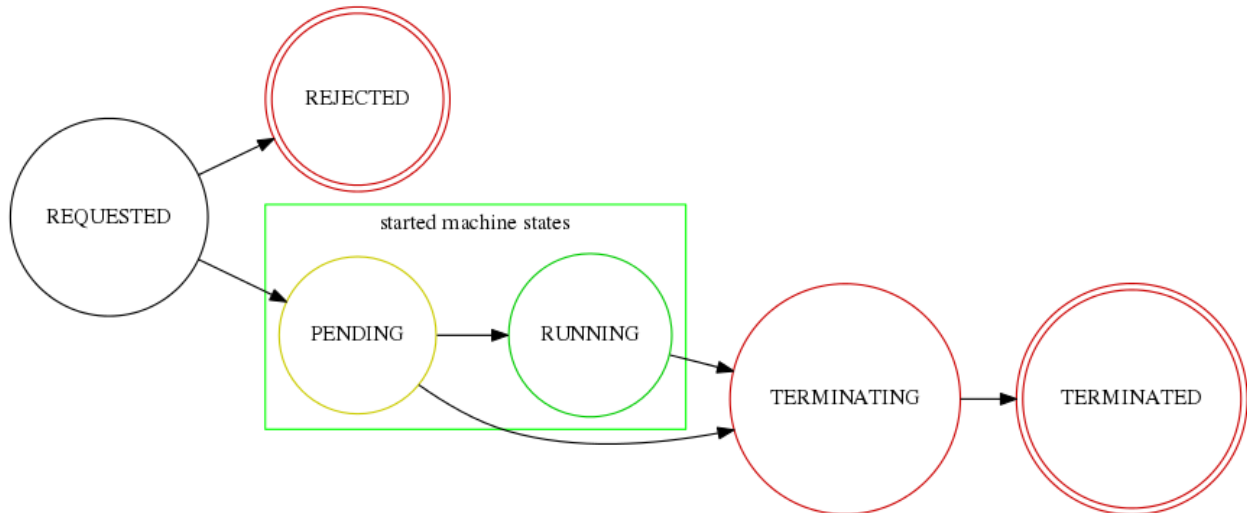 REJECTED
REQUESTED
started machine states
PENDING
RUNNING
TERMINATING
TERMINATED